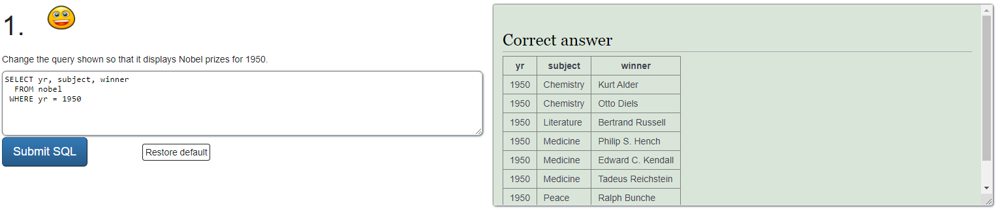 1.
Change the query shown so that it displays Nobel prizes for 1950.
SELECT yr, subject, winner
FROM nobel
WHERE yr = 1950
Submit SQL
Restore default
Correct answer
yr subject winner
1950 Chemistry Kurt Alder
1950 Chemistry Otto Diels
1950 Literature Bertrand Russell
1950 Medicine Philip S. Hench
1950 Medicine Edward C. Kendall
1950 Medicine Tadeus Reichstein
1950 Peace Ralph Bunche